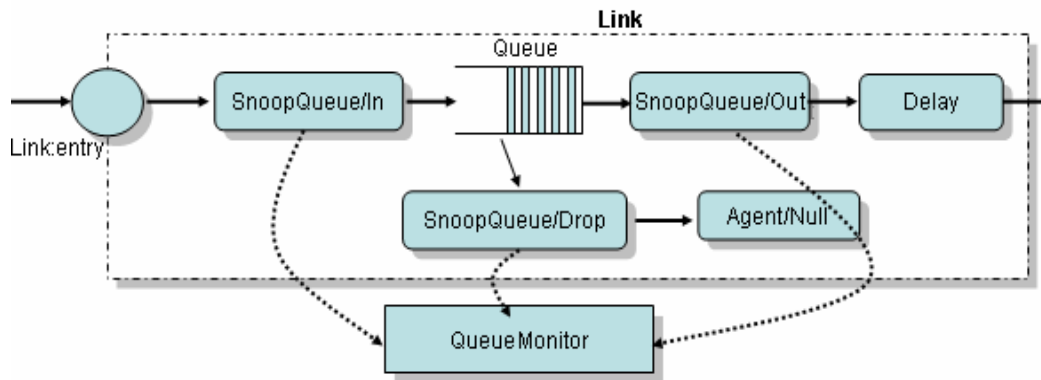 Link
Queue
SnoopQueue/In
SnoopQueue/Out
Delay
Link:entry
SnoopQueue/Drop
Agent/Null
QueueMonitor